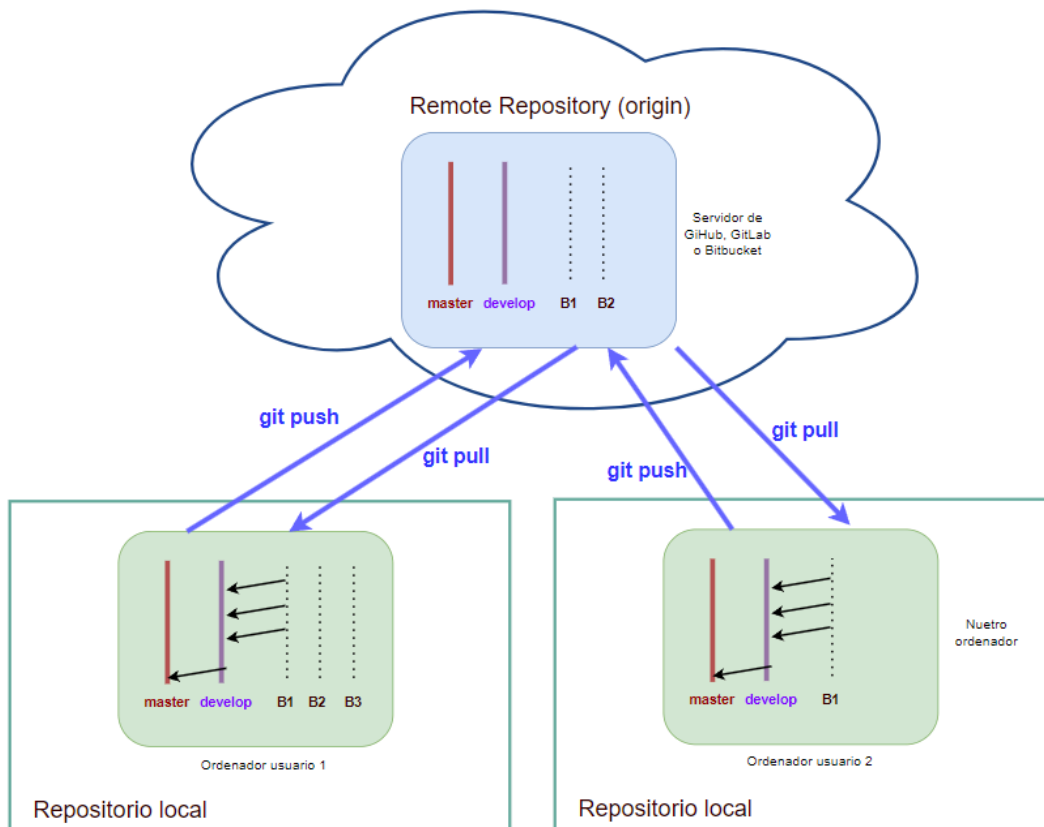 Remote Repository (origin)
Servidor de
GiHub, GitLab
o Bitbucket
master
develop
B1
B2
git push
git pull
git push
git pull
master
develop
B1
B2
B3
Ordenador usuario 1
Repositorio local
master
develop
B1
Nuetro
ordenador
Ordenador usuario 2
Repositorio local